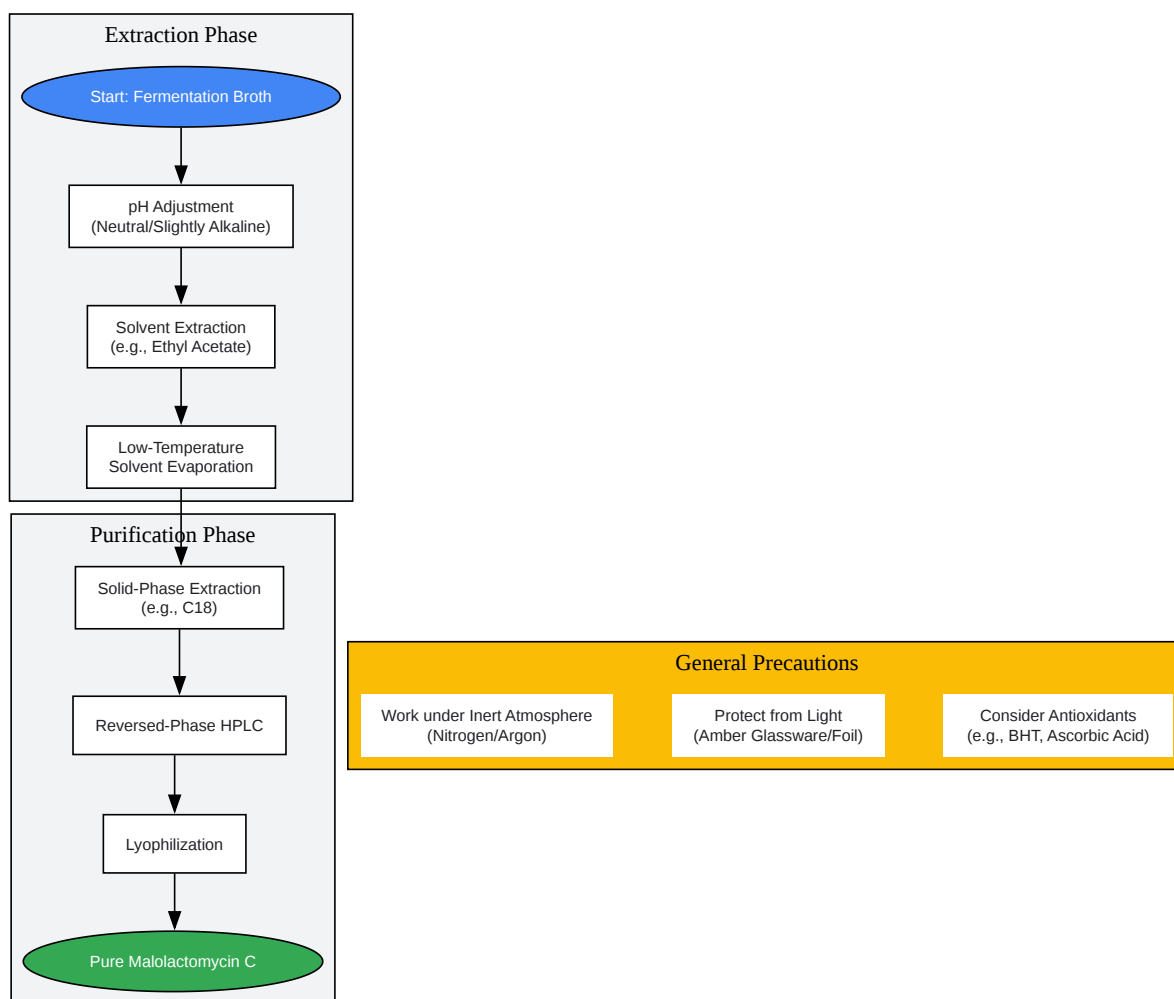 Extraction Phase
Start: Fermentation Broth
pH Adjustment
(Neutral/Slightly Alkaline)
Solvent Extraction
(e.g., Ethyl Acetate)
Low-Temperature
Solvent Evaporation
Purification Phase
Solid-Phase Extraction
(e.g., C18)
Reversed-Phase HPLC
Lyophilization
Pure Malolactomycin C
General Precautions
Work under Inert Atmosphere
(Nitrogen/Argon)
Protect from Light
(Amber Glassware/Foil)
Consider Antioxidants
(e.g., BHT, Ascorbic Acid)